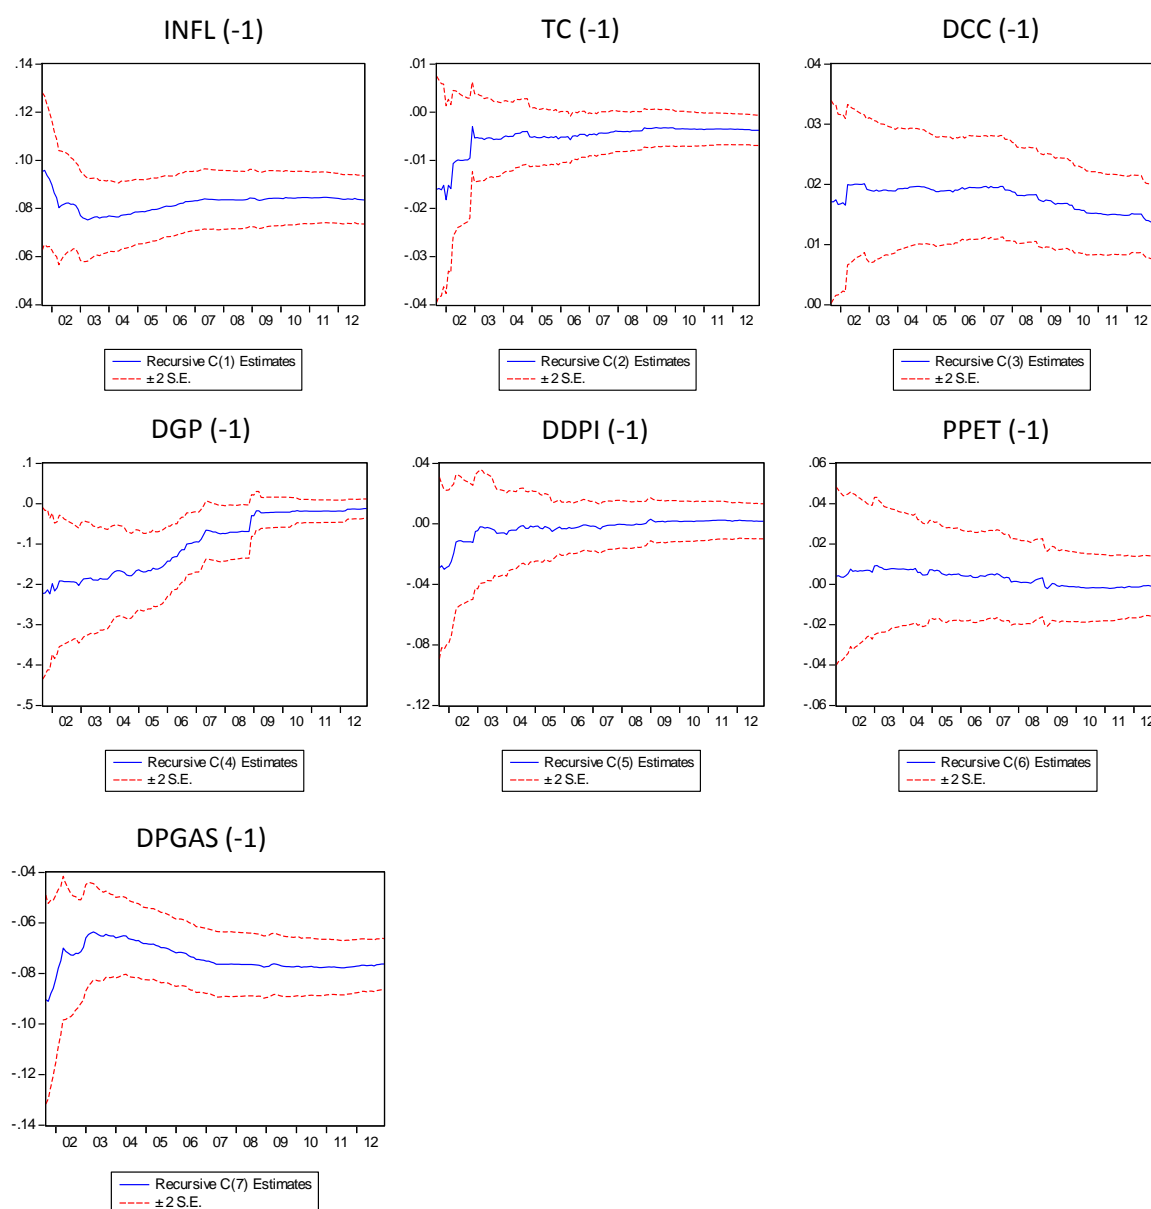 INFL (-1)
.14
.12
.10
.08
.06
.04
02 03 04 05 06 07 08 09 10 11 12
Recursive C(1) Estimates
± 2 S.E.
TC (-1)
.01
.00
-.01
-.02
-.03
-.04
02 03 04 05 06 07 08 09 10 11 12
Recursive C(2) Estimates
± 2 S.E.
DCC (-1)
.04
.03
.02
.01
.00
02 03 04 05 06 07 08 09 10 11 12
Recursive C(3) Estimates
± 2 S.E.
DGP (-1)
.1
.0
-.1
-.2
-.3
-.4
-.5
02 03 04 05 06 07 08 09 10 11 12
Recursive C(4) Estimates
± 2 S.E.
DDPI (-1)
.04
.00
-.04
-.08
-.12
02 03 04 05 06 07 08 09 10 11 12
Recursive C(5) Estimates
± 2 S.E.
PPET (-1)
.06
.04
.02
.00
-.02
-.04
-.06
02 03 04 05 06 07 08 09 10 11 12
Recursive C(6) Estimates
± 2 S.E.
DPGAS (-1)
-.04
-.06
-.08
-.10
-.12
-.14
02 03 04 05 06 07 08 09 10 11 12
Recursive C(7) Estimates
± 2 S.E.